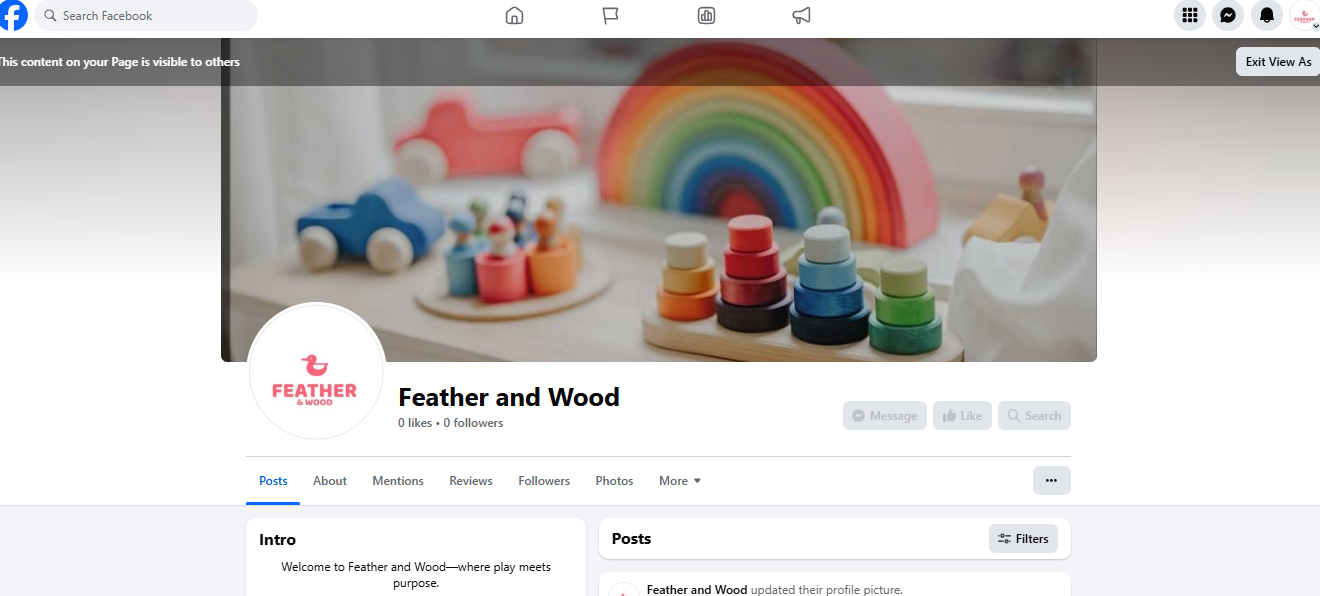 Search Facebook
This content on your Page is visible to others
Exit View As
FEATHER
& WOOD
Feather and Wood
0 likes • 0 followers
Message
Like
Search
Posts
About
Mentions
Reviews
Followers
Photos
More
Intro
Welcome to Feather and Wood—where play meets
purpose.
Posts
Filters
Feather and Wood updated their profile picture.